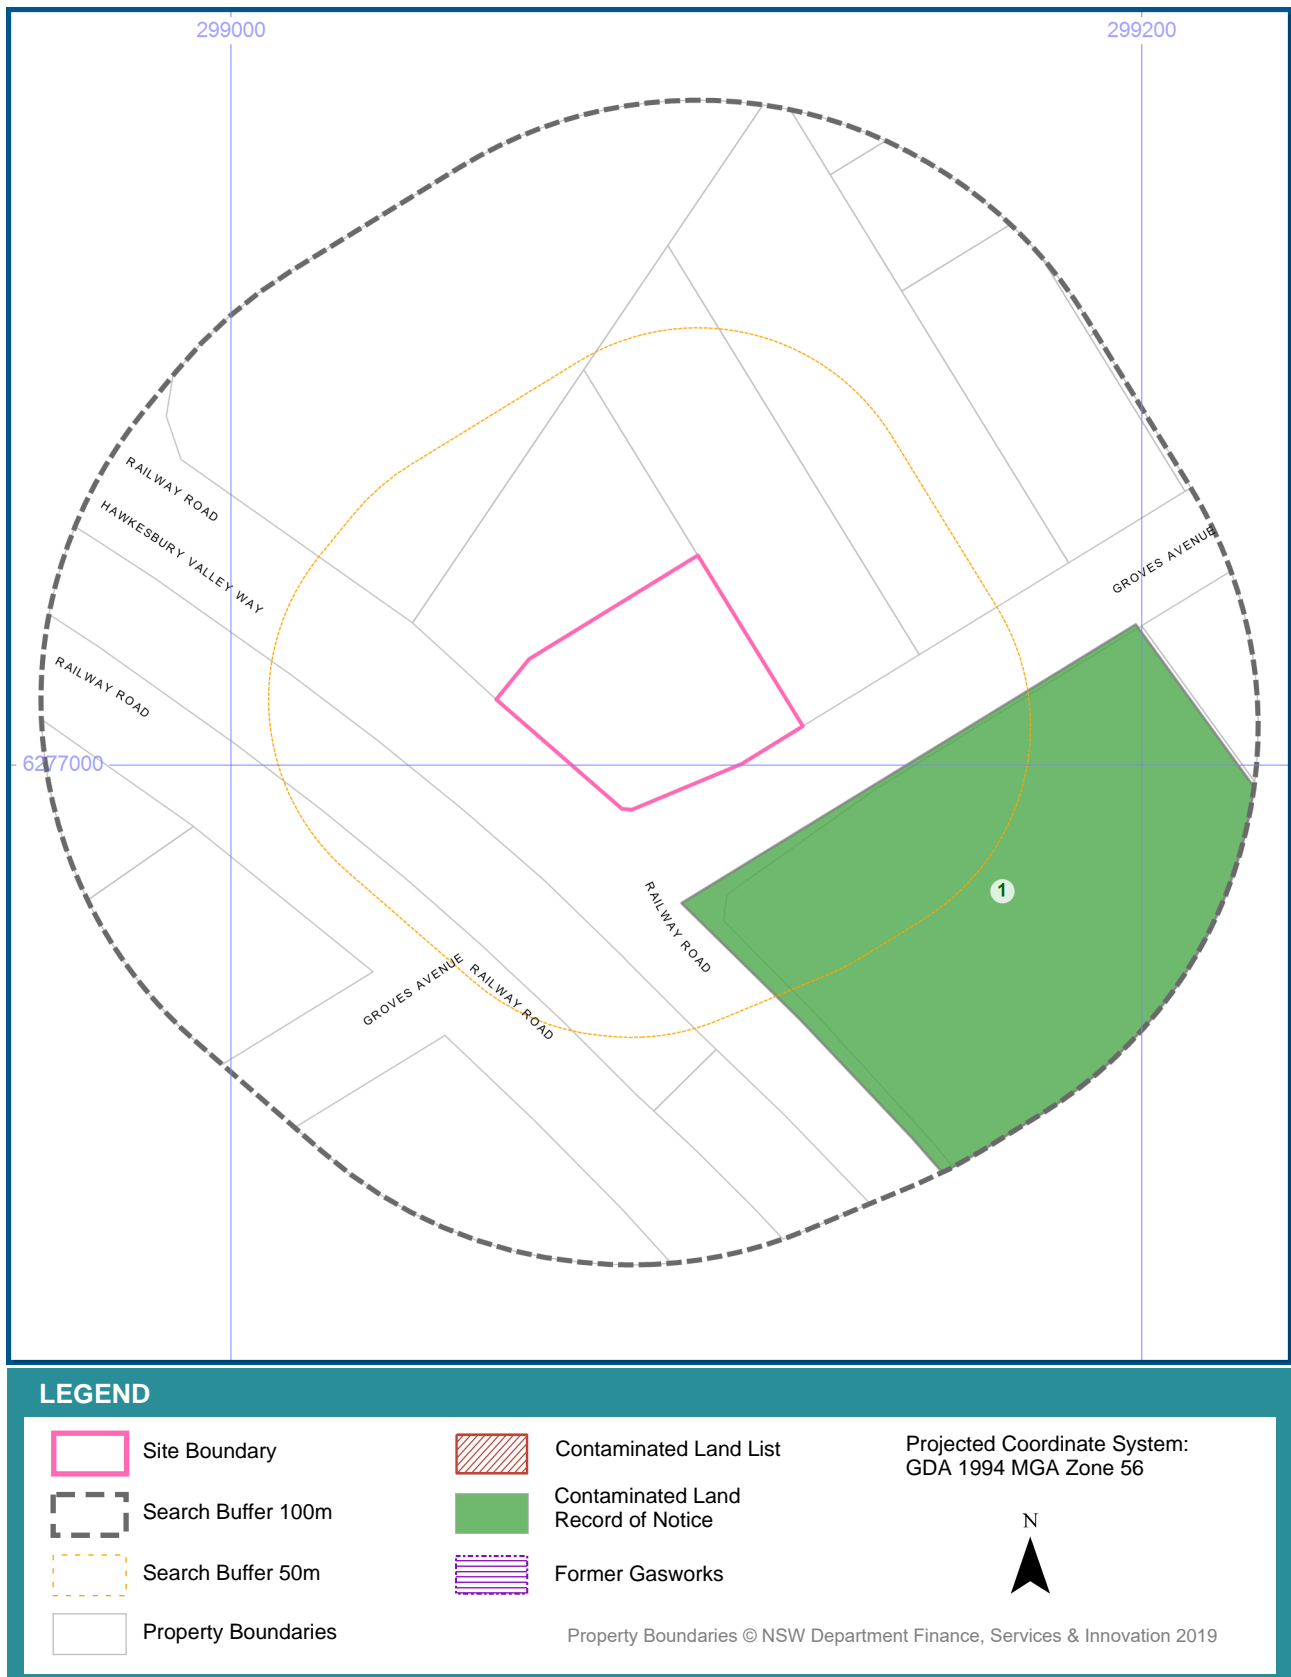 299000
299200
RAILWAY ROAD
HAWKESBURY VALLEY WAY
GROVES AVENUE
RAILWAY ROAD
6277000
1
RAILWAY ROAD
GROVES AVENUE
RAILWAY ROAD
LEGEND
Site Boundary
Search Buffer 100m
Search Buffer 50m
Property Boundaries
Contaminated Land List
Contaminated Land
Record of Notice
Former Gasworks
Projected Coordinate System:
GDA 1994 MGA Zone 56
N
Property Boundaries © NSW Department Finance, Services & Innovation 2019